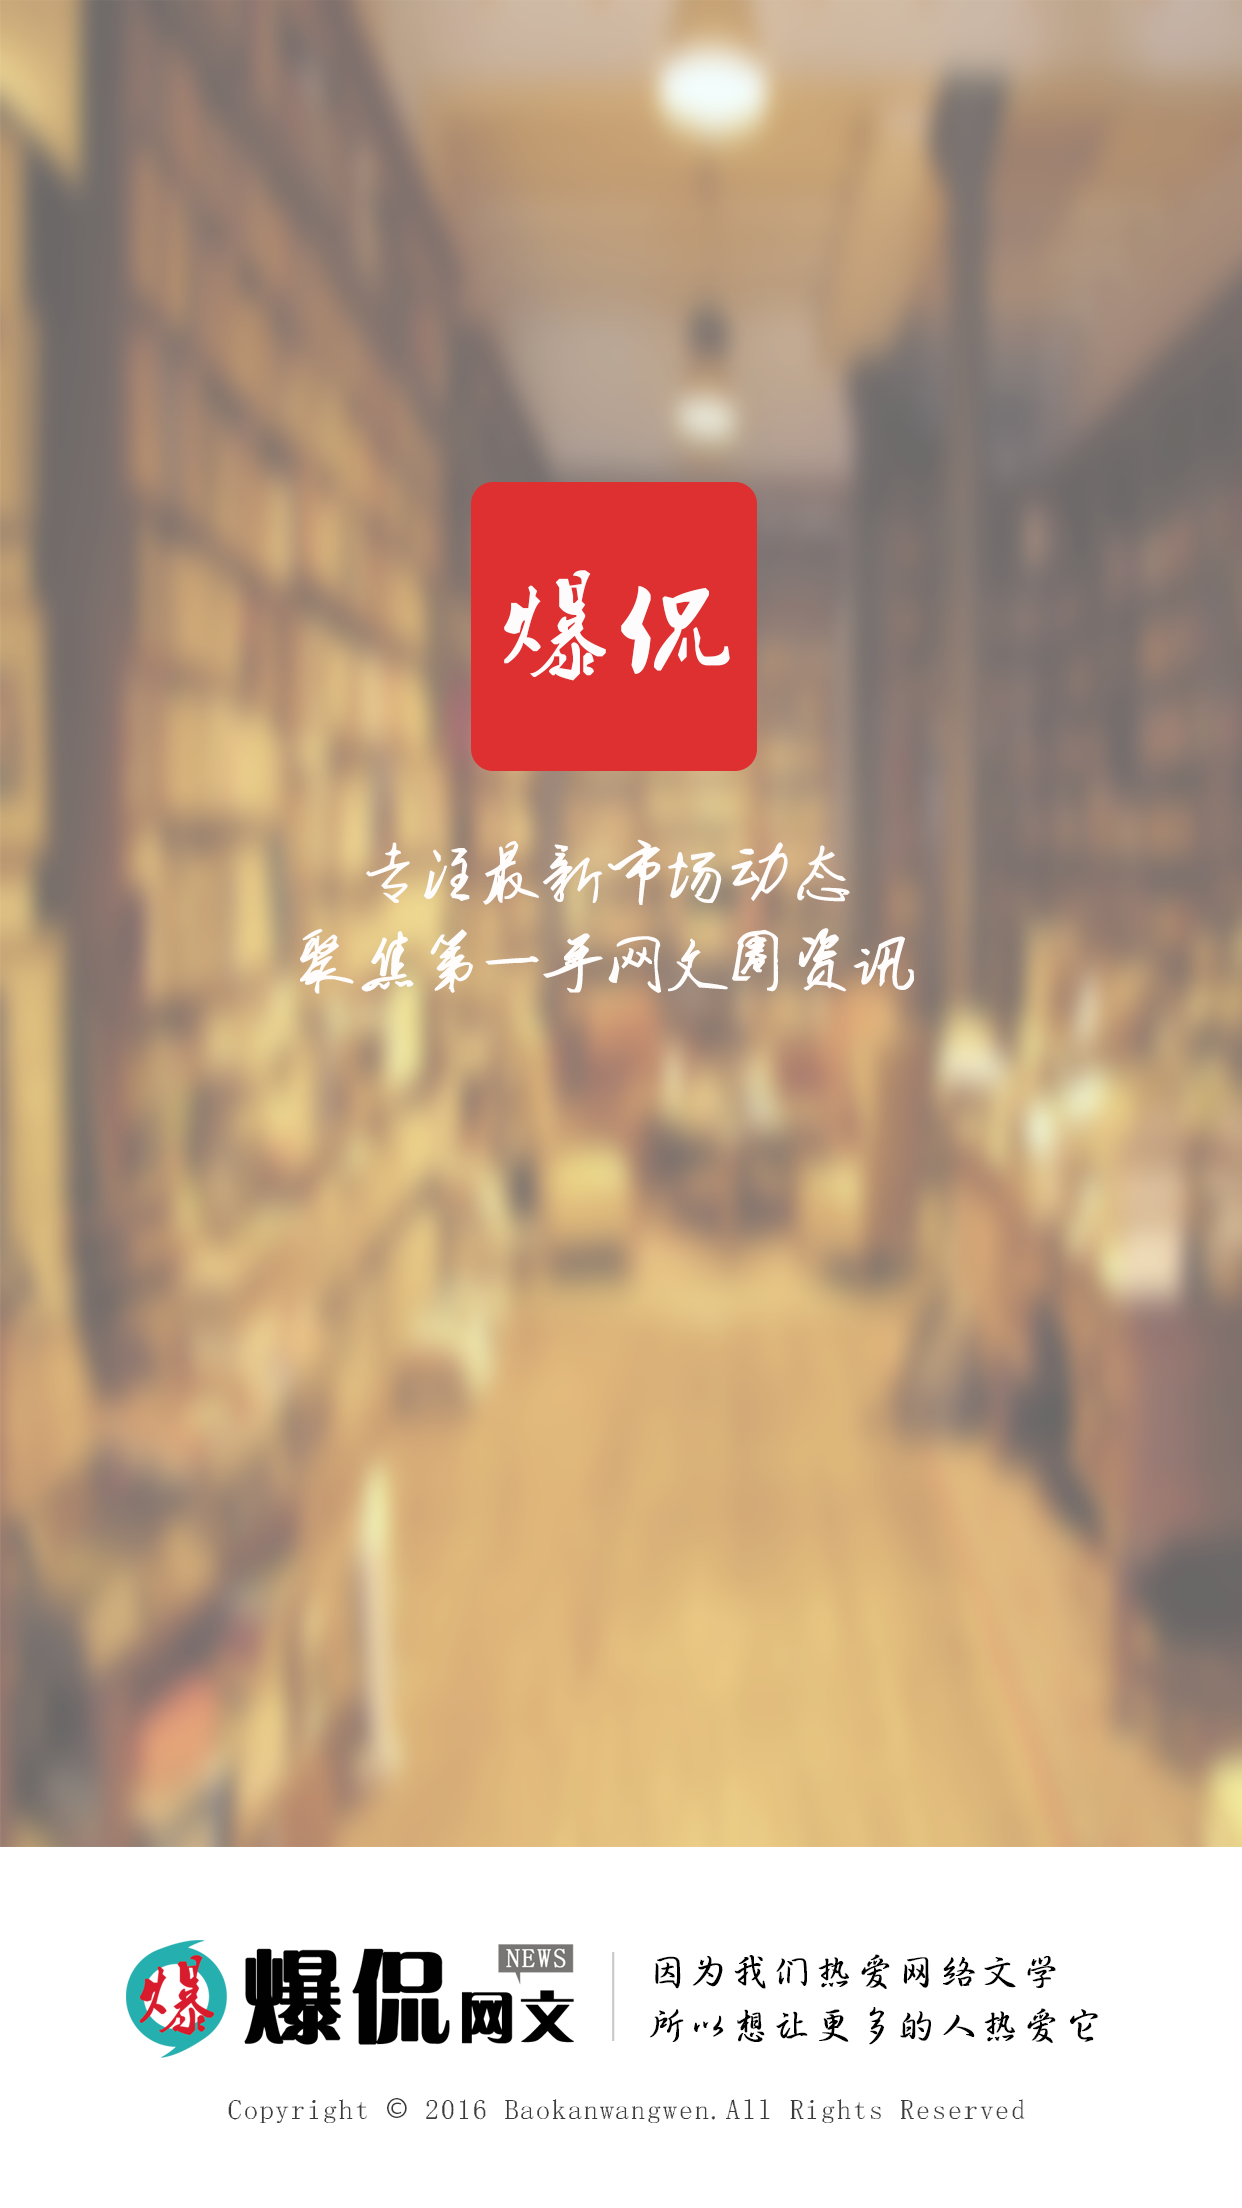 爆侃
专注最新市场动态
聚焦第一手网文圈资讯
爆 爆侃网文 NEWS
因为我们热爱网络文学
所以想让更多的人热爱它
Copyright © 2016 Baokanwangwen.All Rights Reserved